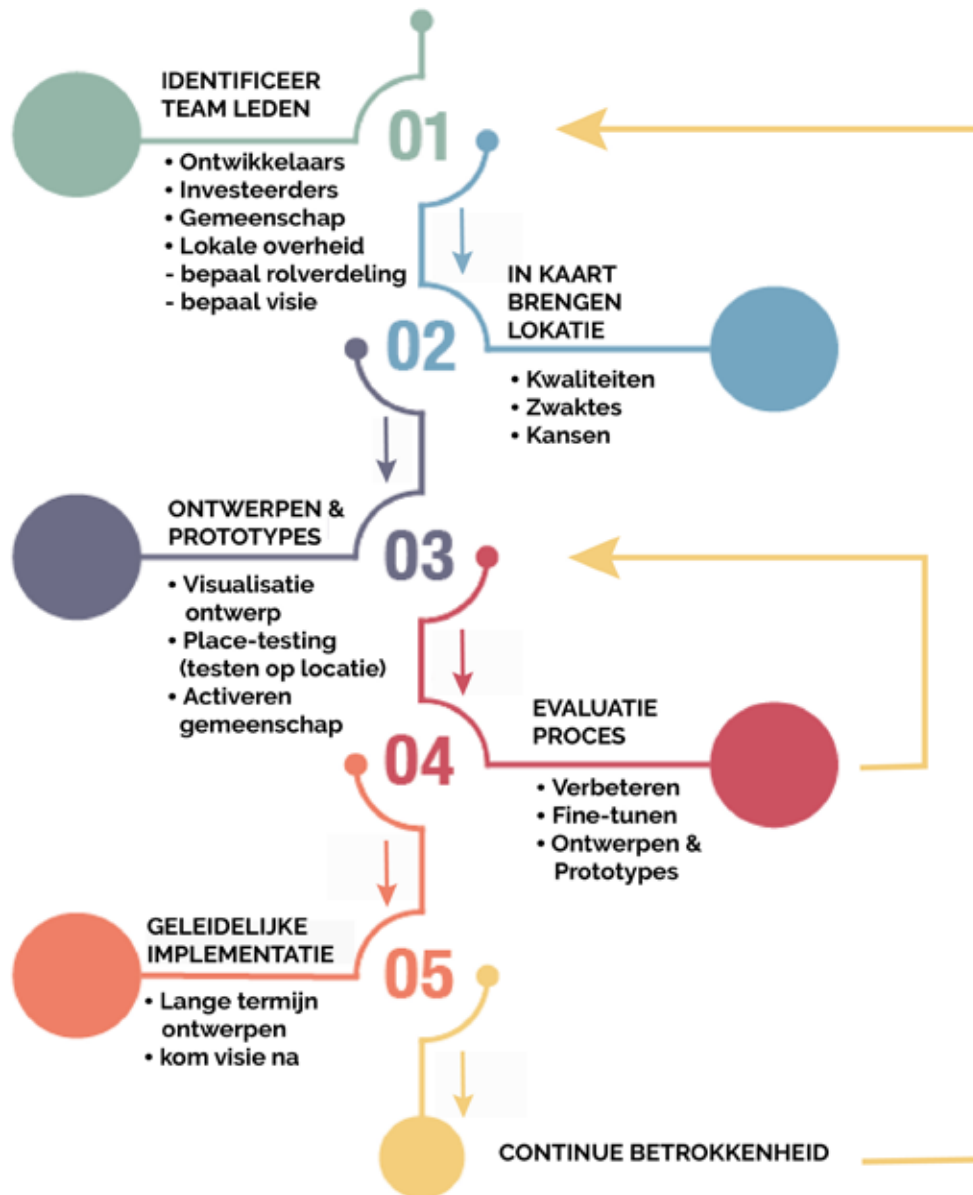 IDENTIFICEER
TEAM LEDEN
01
• Ontwikkelaars
• Investeerders
• Gemeenschap
• Lokale overheid
- bepaal rolverdeling
- bepaal visie
IN KAART
BRENGEN
LOKATIE
02
• Kwaliteiten
• Zwaktes
• Kansen
ONTWERPEN &
PROTOTYPES
03
• Visualisatie
ontwerp
• Place-testing
(testen op locatie)
• Activeren
gemeenschap
EVALUATIE
PROCES
04
• Verbeteren
• Fine-tunen
• Ontwerpen &
Prototypes
GELEIDELIJKE
IMPLEMENTATIE
05
• Lange termijn
ontwerpen
• kom visie na
CONTINUE BETROKKENHEID